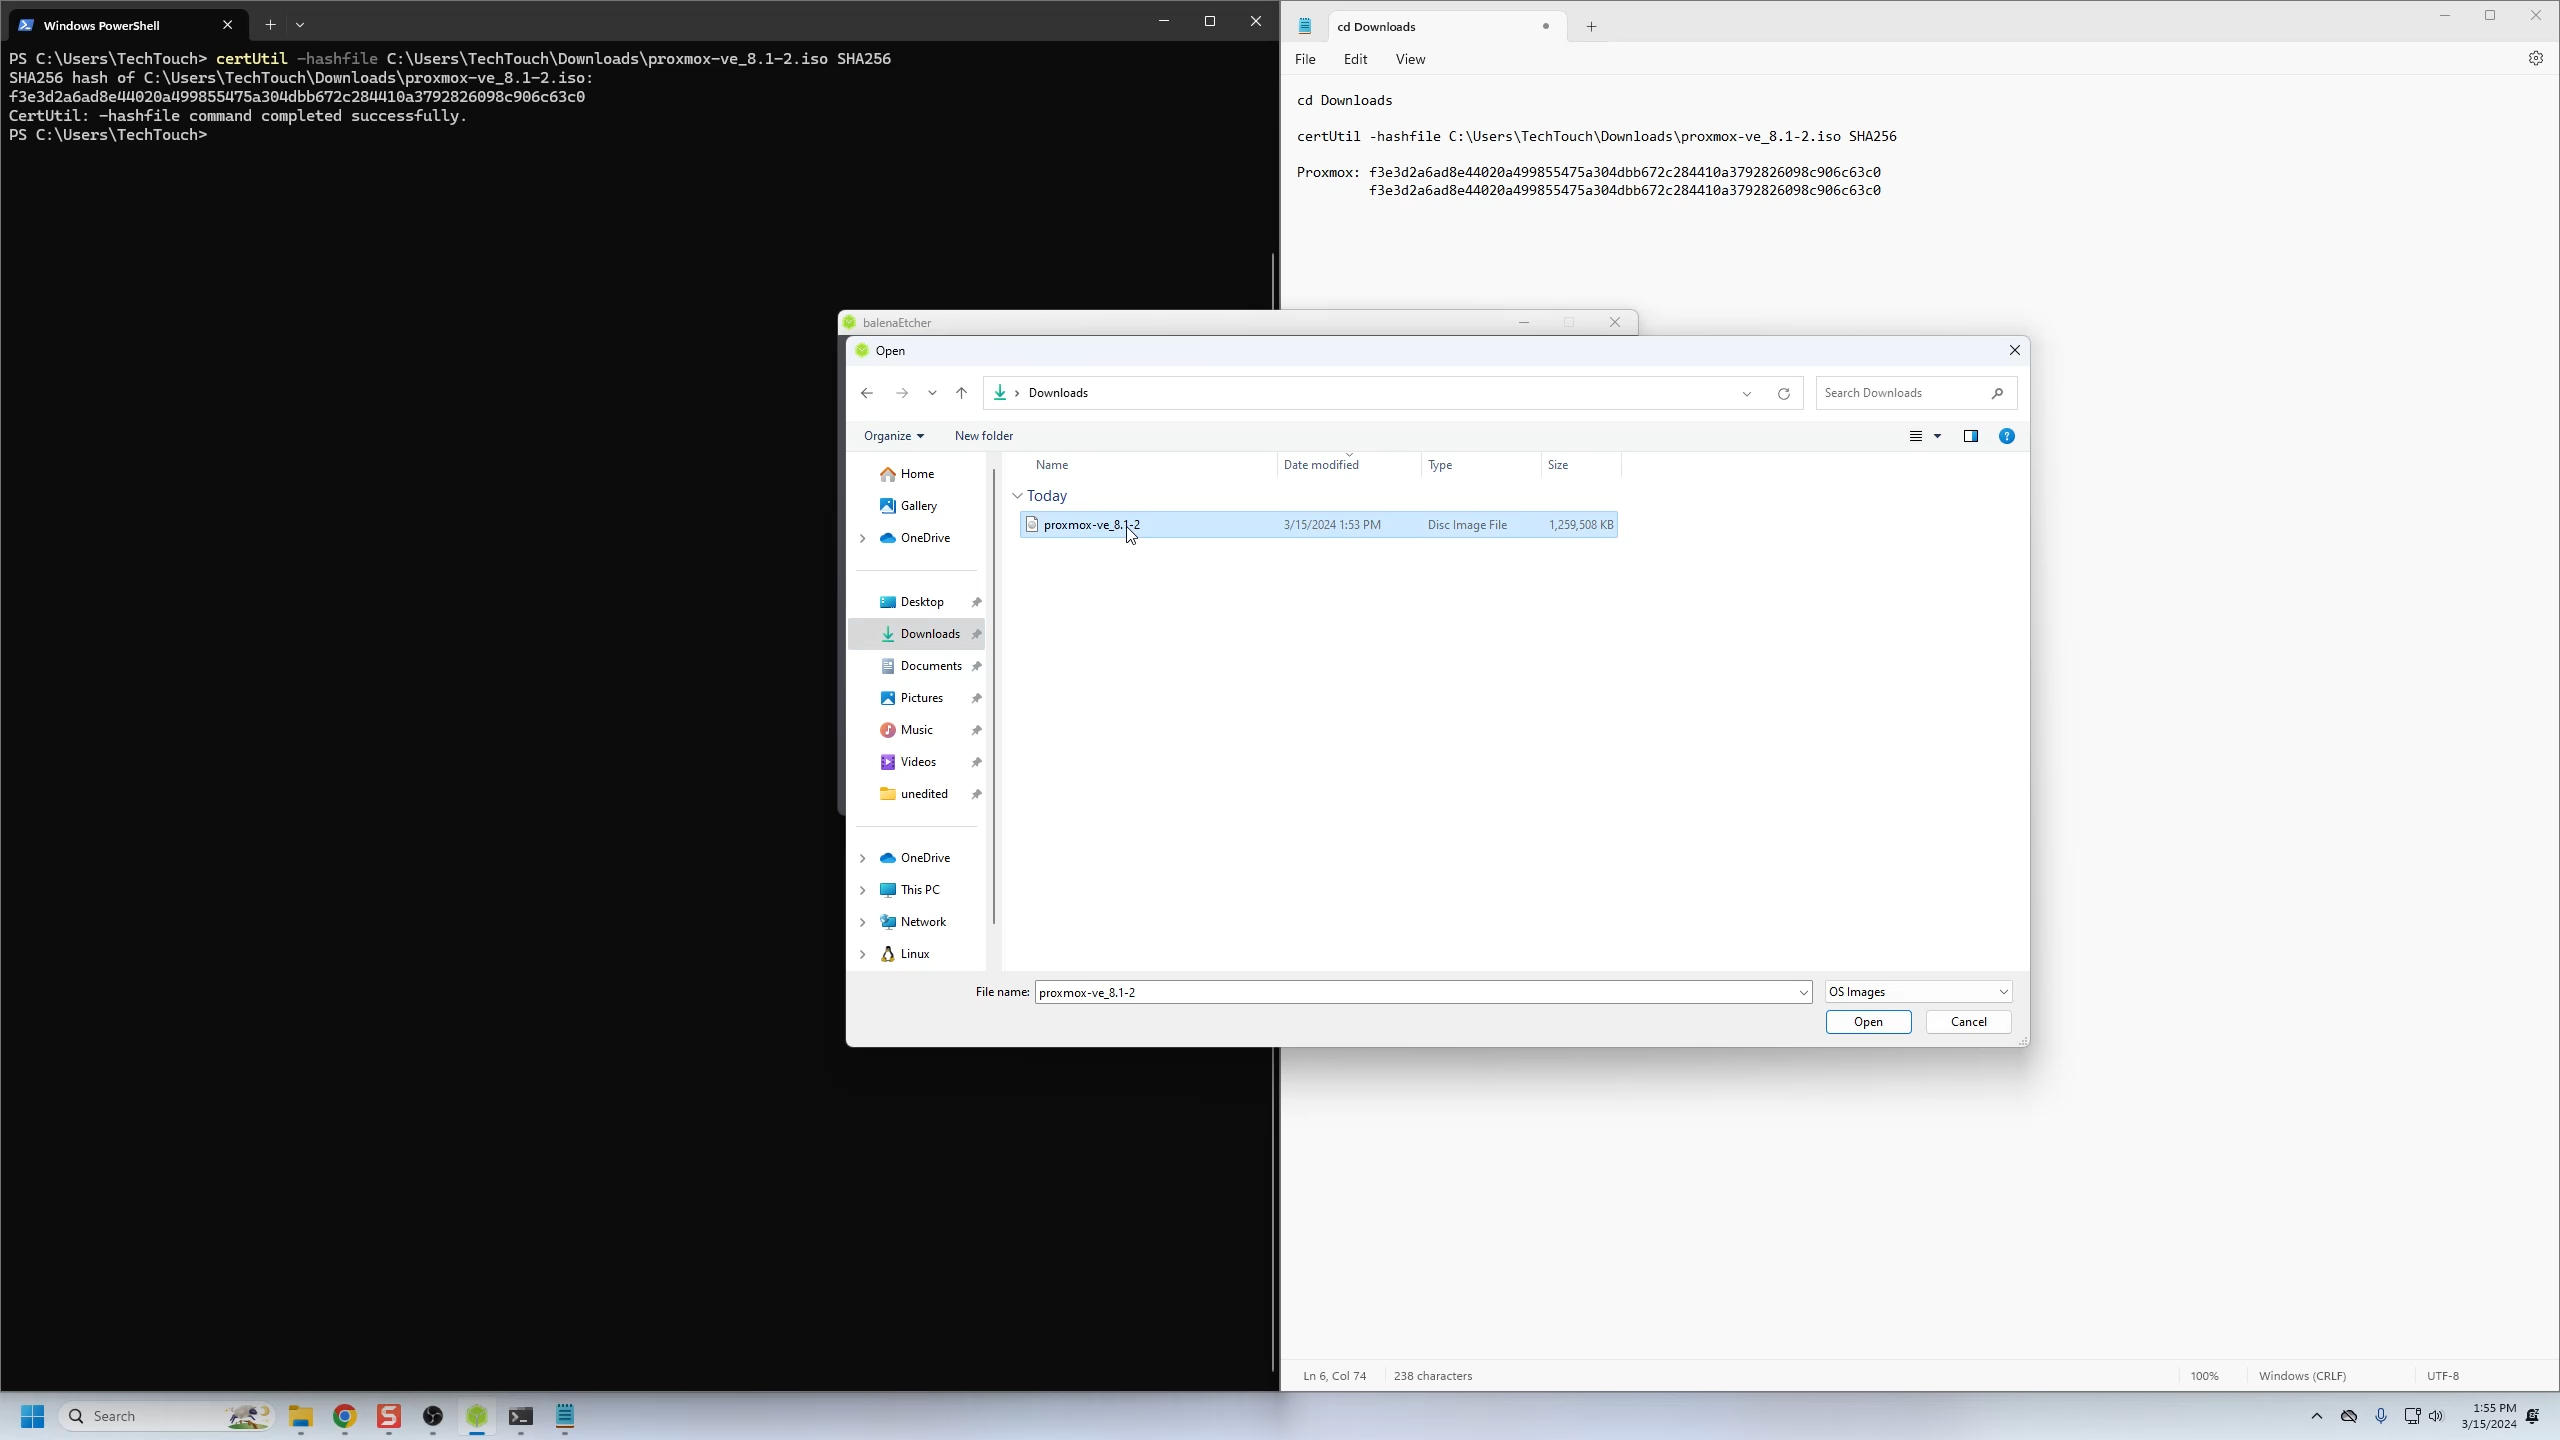 Windows PowerShell
PS C:\Users\TechTouch> certUtil -hashfile C:\Users\TechTouch\Downloads\proxmox-ve_8.1-2.iso SHA256
SHA256 hash of C:\Users\TechTouch\Downloads\proxmox-ve_8.1-2.iso:
f3e3d2a6ad8e44020a499855475a304dbb672c284410a3792826098c906c63c0
CertUtil: -hashfile command completed successfully.
PS C:\Users\TechTouch>
cd Downloads
File Edit View
cd Downloads
certUtil -hashfile C:\Users\TechTouch\Downloads\proxmox-ve_8.1-2.iso SHA256
Proxmox: f3e3d2a6ad8e44020a499855475a304dbb672c284410a3792826098c906c63c0
f3e3d2a6ad8e44020a499855475a304dbb672c284410a3792826098c906c63c0
balenaEtcher
Open
Downloads
Search Downloads
Organize New folder
Name Date modified Type Size
Today
proxmox-ve_8.1-2 3/15/2024 1:53 PM Disc Image File 1,259,508 KB
Home
Gallery
OneDrive
Desktop
Downloads
Documents
Pictures
Music
Videos
unedited
OneDrive
This PC
Network
Linux
File name: proxmox-ve_8.1-2 OS Images
Open Cancel
Ln 6, Col 74 238 characters 100% Windows (CRLF) UTF-8
Search
1:55 PM
3/15/2024